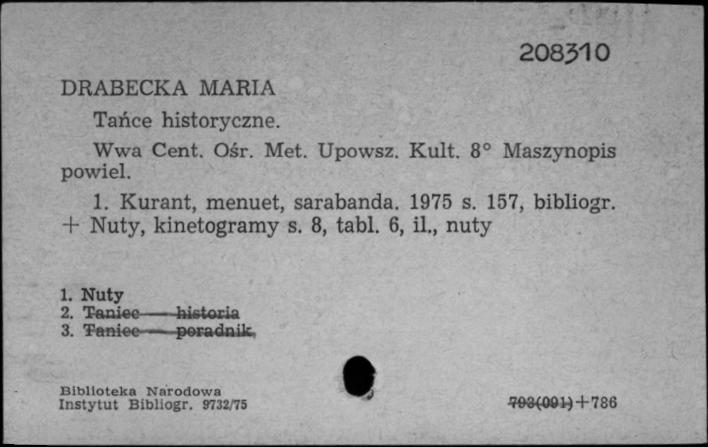 208310
DRABECKA MARIA
Tańce historyczne.
Wwa Cent. Ośr. Met. Upowsz. Kult. 8° Maszynopis
powiel.
1. Kurant, menuet, sarabanda. 1975 s. 157, bibliogr.
+ Nuty, kinetogramy s. 8, tabl. 6, il., nuty
1. Nuty
2. Taniec — historia
3. Taniec — poradnik
Biblioteka Narodowa
Instytut Bibliogr. 9732/75
793(091)+786